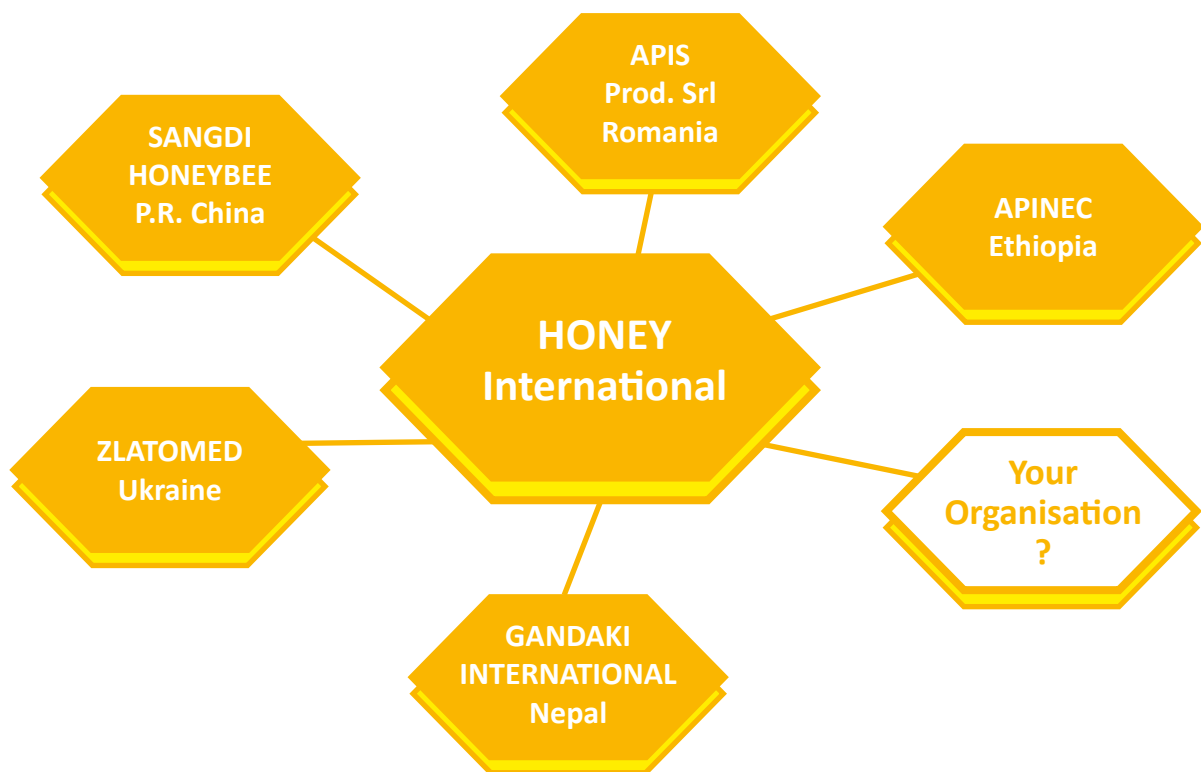 APIS
Prod. Srl
Romania
SANGDI
HONEYBEE
P.R. China
APINEC
Ethiopia
HONEY
International
ZLATOMED
Ukraine
Your
Organisation
?
GANDAKI
INTERNATIONAL
Nepal